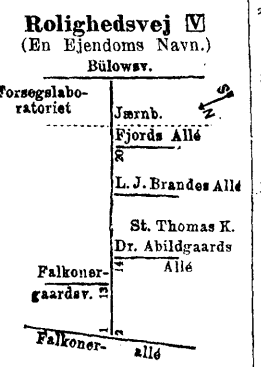 Rolighedsvej V
(En Ejendoms Navn.)
Bülowsv.
Forsøgslabo-
ratoriet
S
N
Jærnb.
Fjords Allé
20
L. J. Brandes Allé
St. Thomas K.
Dr. Abildgaards
Allé
14
Falkoner-
gaardsv.
13
1
2
Falkoner- allé